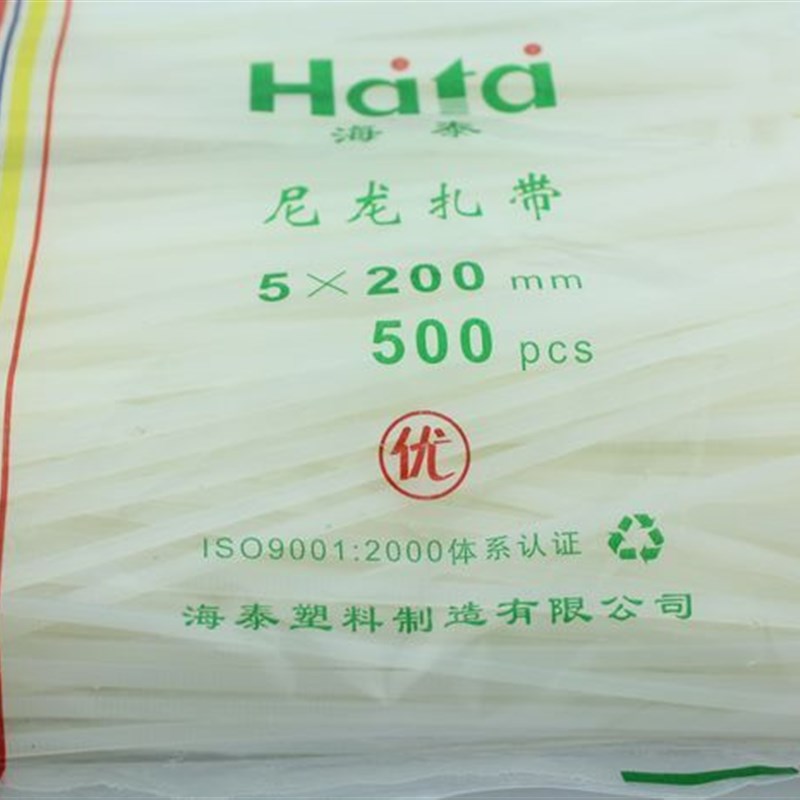 Hata
海泰
尼龙扎带
5×200 mm
500 pcs
优
ISO9001:2000体系认证
海泰塑料制造有限公司